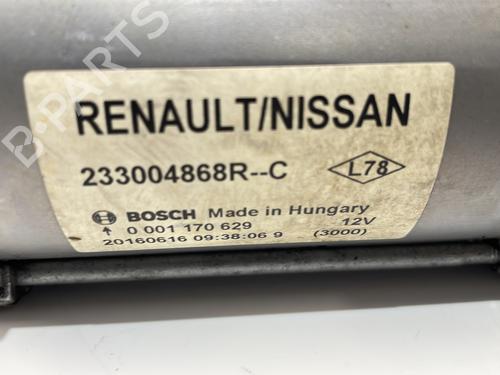 B-PARTS
RENAULT/NISSAN
233004868R--C
L78
BOSCH Made in Hungary
0 001 170 629 12V
20160616 09:38:06 9 (3000)